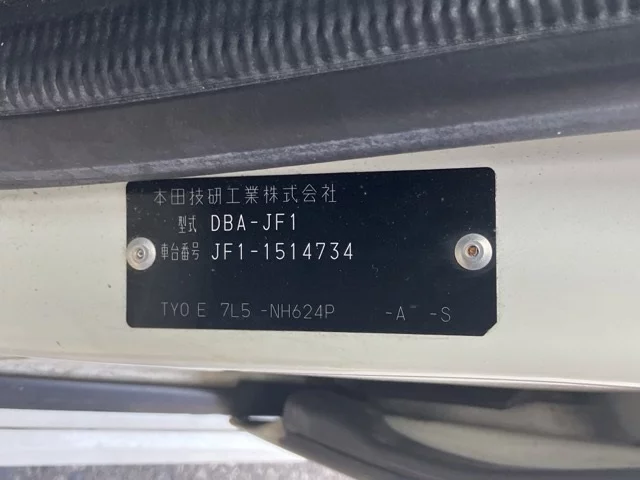 本田技研工業株式会社
型式 DBA-JF1
車台番号 JF1-1514734
TY0 E 7L5 -NH624P -A -S